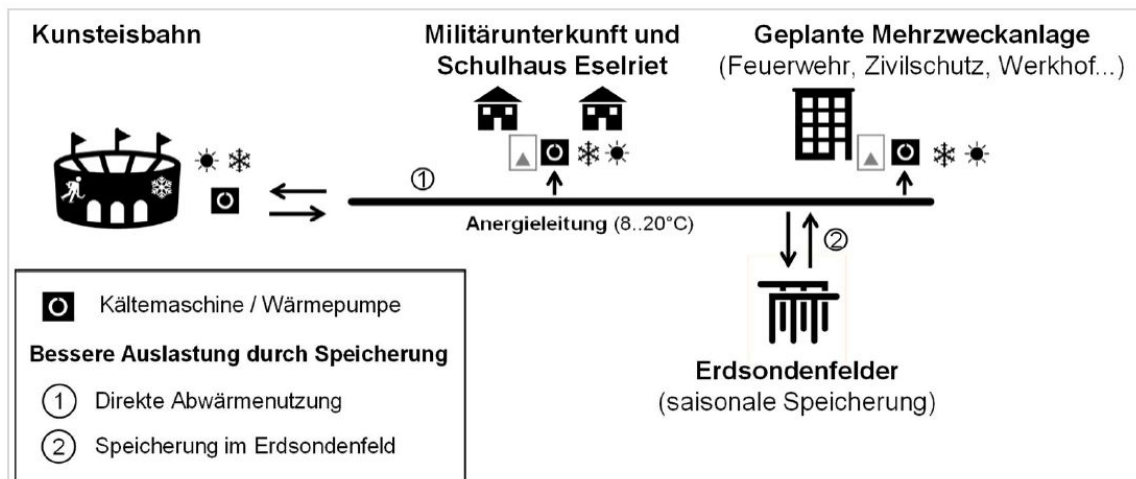 Kunsteisbahn
Militärunterkunft und
Schulhaus Eselriet
Geplante Mehrzweckanlage
(Feuerwehr, Zivilschutz, Werkhof...)
①
Anergieleitung (8..20°C)
②
Erdsondenfelder
(saisonale Speicherung)
Kältemaschine / Wärmepumpe
Bessere Auslastung durch Speicherung
① Direkte Abwärmenutzung
② Speicherung im Erdsondenfeld